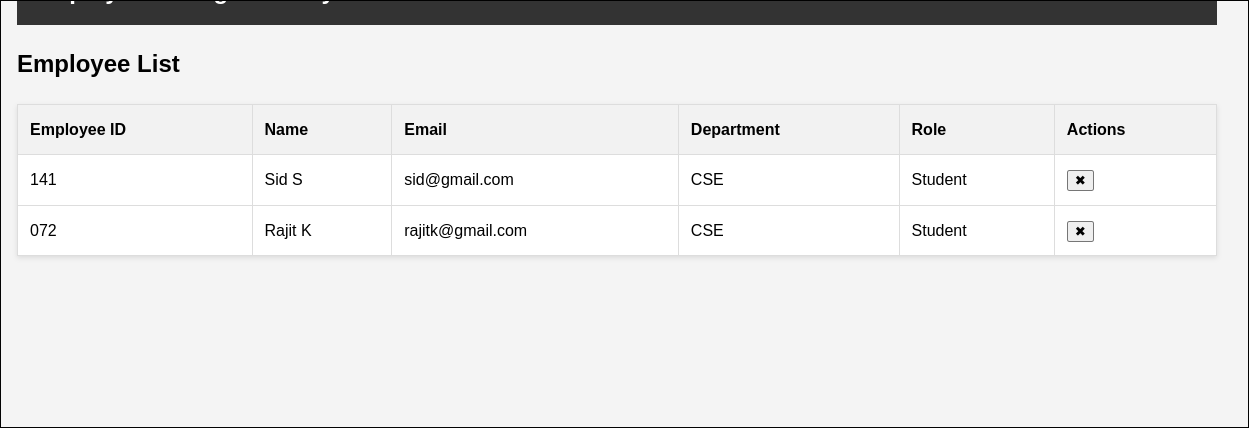 Employee List
Employee ID Name Email Department Role Actions
141 Sid S sid@gmail.com CSE Student ✖
072 Rajit K rajitk@gmail.com CSE Student ✖